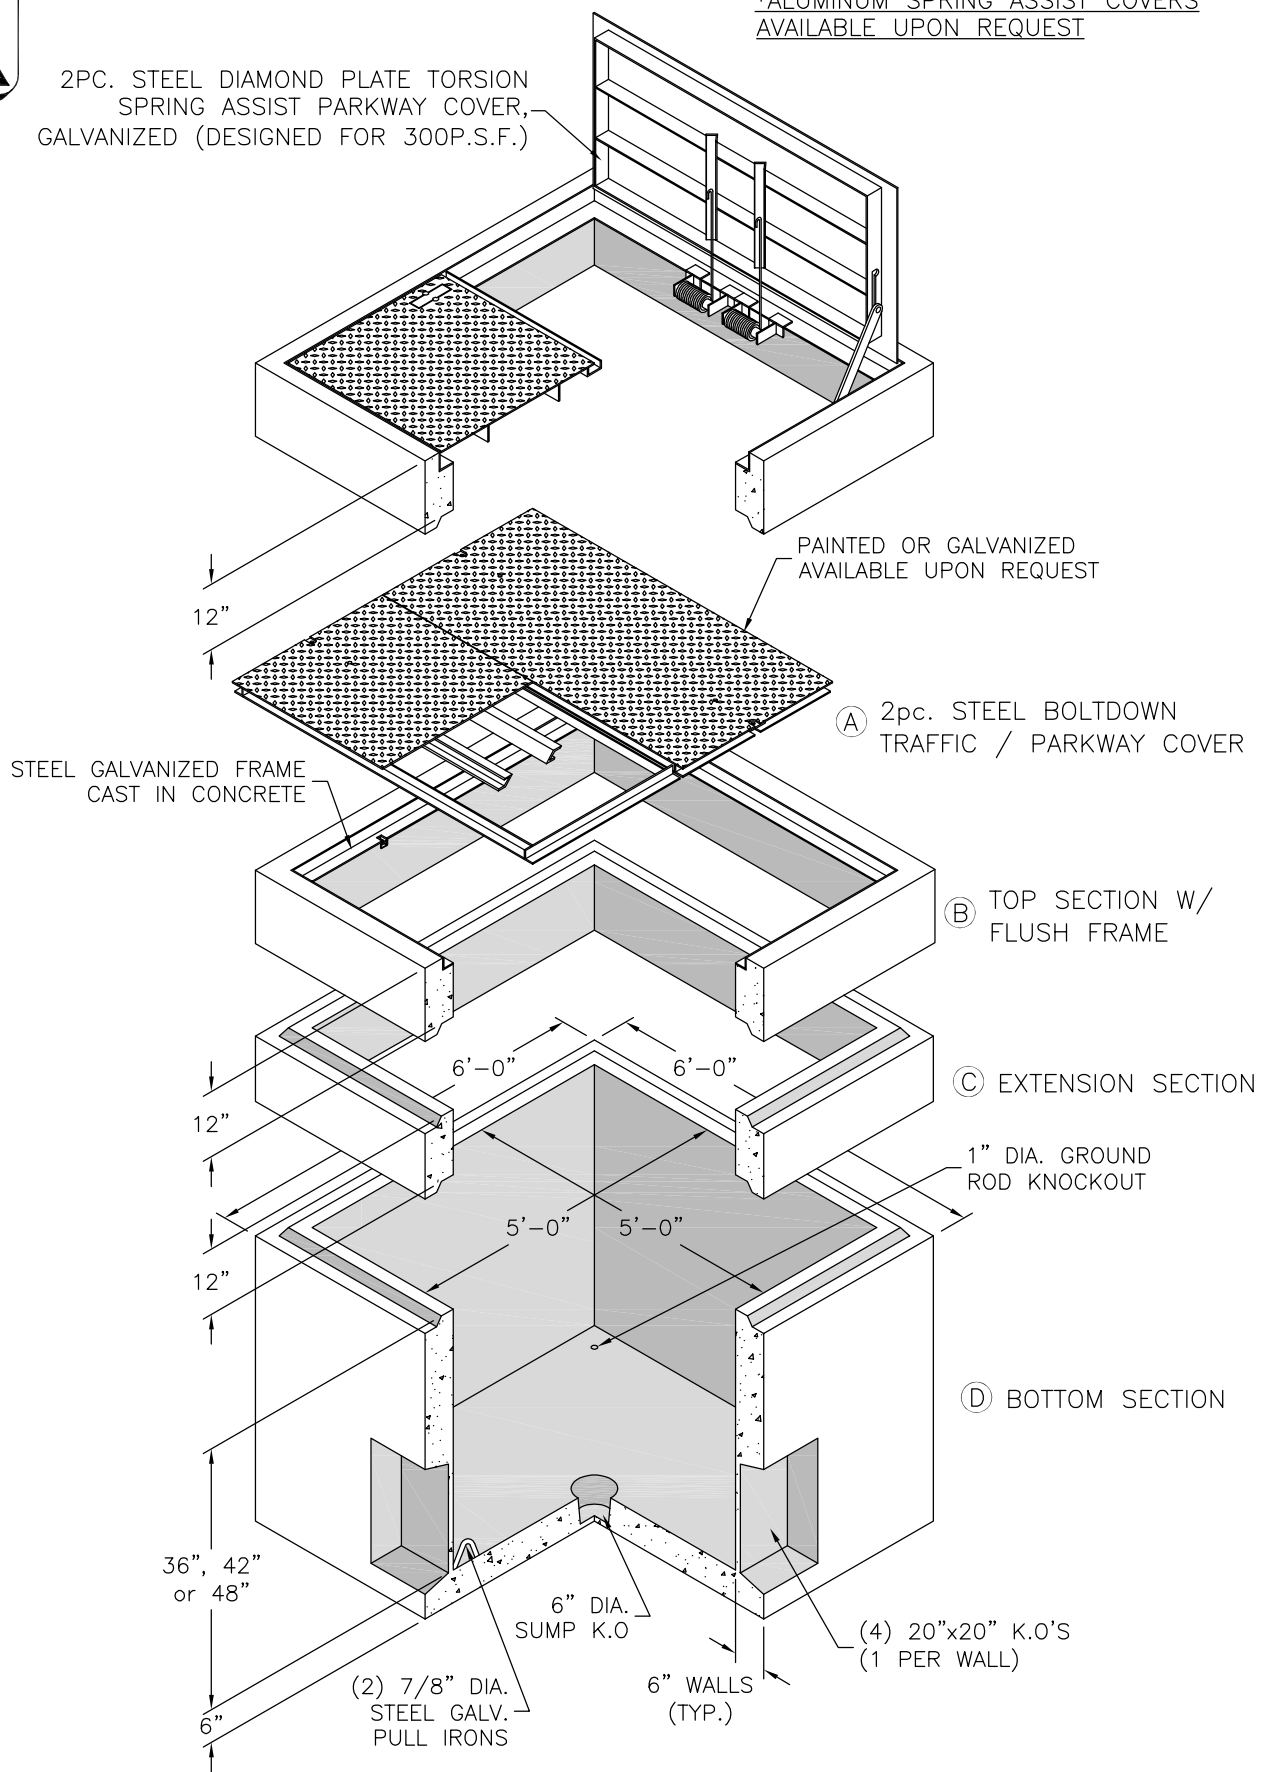 *ALUMINUM SPRING ASSIST COVERS
AVAILABLE UPON REQUEST
2PC. STEEL DIAMOND PLATE TORSION
SPRING ASSIST PARKWAY COVER,
GALVANIZED (DESIGNED FOR 300P.S.F.)
PAINTED OR GALVANIZED
AVAILABLE UPON REQUEST
12”
A 2pc. STEEL BOLTDOWN
TRAFFIC / PARKWAY COVER
STEEL GALVANIZED FRAME
CAST IN CONCRETE
B TOP SECTION W/
FLUSH FRAME
6’-0” 6’-0”
C EXTENSION SECTION
12”
1” DIA. GROUND
ROD KNOCKOUT
5’-0” 5’-0”
12”
D BOTTOM SECTION
36”, 42”
or 48”
6” DIA.
SUMP K.O
(4) 20”x20” K.O’S
(1 PER WALL)
(2) 7/8” DIA.
STEEL GALV.
PULL IRONS
6” WALLS
(TYP.)
6”